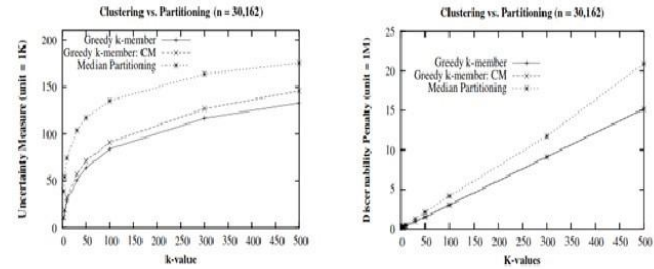 Clustering vs. Partitioning (n = 30,162)
Uncertainty Measure (unit = 1K)
200
150
100
50
0
Greedy k-member
Greedy k-member: CM
Median Partitioning
0 50 100 150 200 250 300 350 400 450 500
k-value
Clustering vs. Partitioning (n = 30,162)
Discernability Penalty (unit = 1M)
25
20
15
10
5
0
Greedy k-member
Greedy k-member: CM
Median Partitioning
0 50 100 150 200 250 300 350 400 450 500
K-values